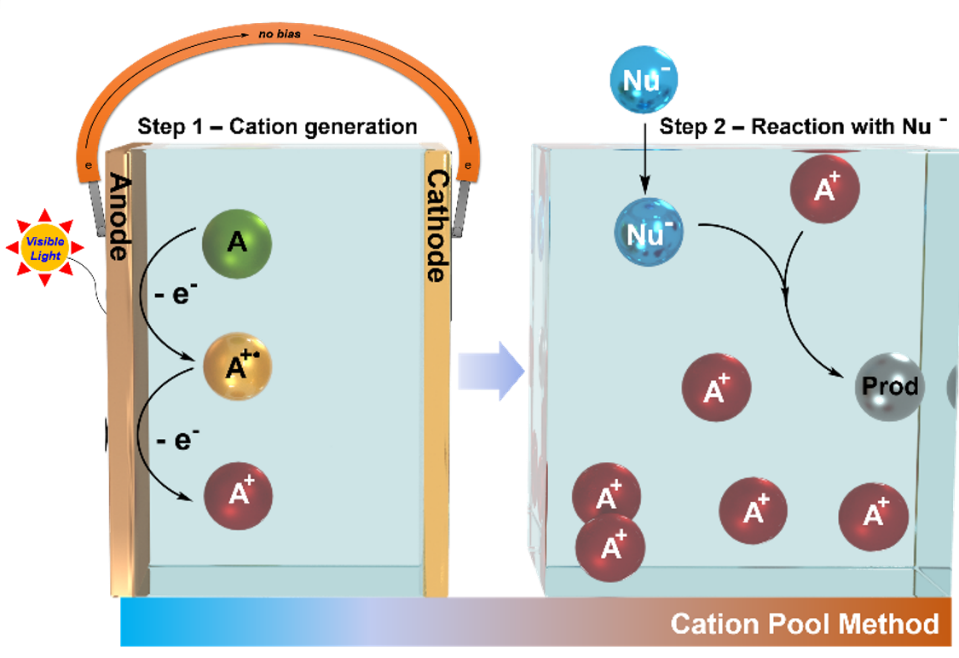 no bias
e
e
Step 1 – Cation generation
Anode
Cathode
Visible
Light
A
- e⁻
A⁺•
- e⁻
A⁺
Nu⁻
Step 2 – Reaction with Nu ⁻
Nu⁻
A⁺
A⁺
Prod
A⁺
A⁺
A⁺
A⁺
Cation Pool Method